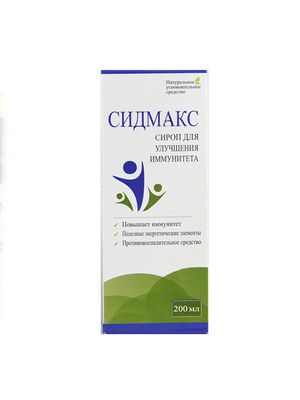 Натуральное
успокоительное
средство
СИДМАКС
СИРОП ДЛЯ
УЛУЧШЕНИЯ
ИММУНИТЕТА
Повышает иммунитет
Полезные энергетические элементы
Противовоспалительное средство
200 мл